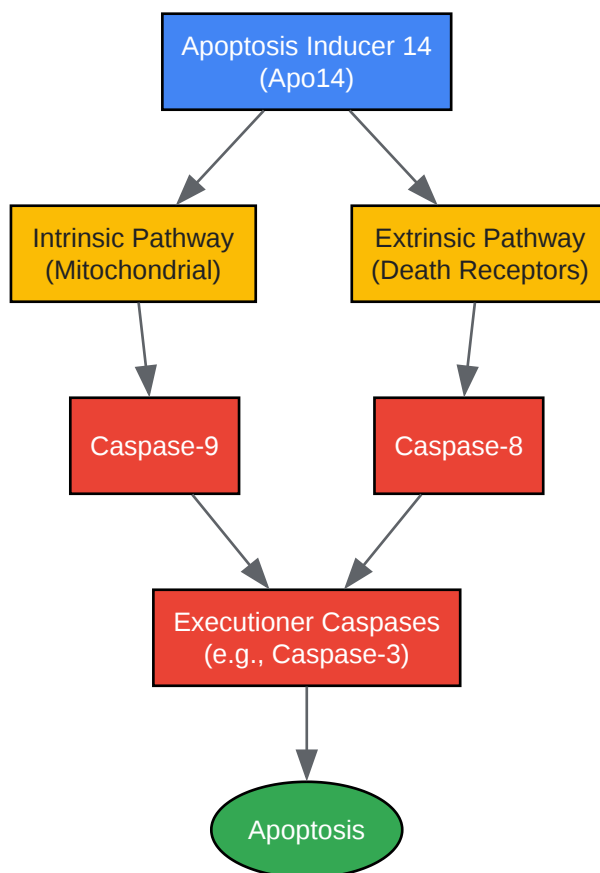 Apoptosis Inducer 14
(Apo14)
Intrinsic Pathway
(Mitochondrial)
Extrinsic Pathway
(Death Receptors)
Caspase-9
Caspase-8
Executioner Caspases
(e.g., Caspase-3)
Apoptosis